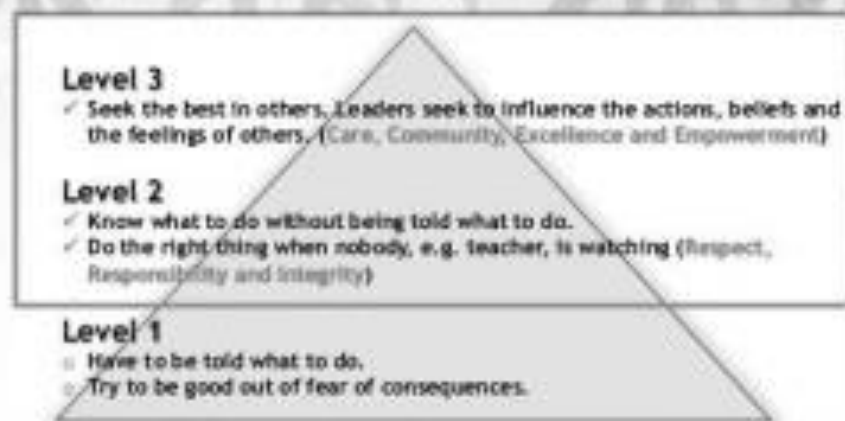 Level 3
✓ Seek the best in others. Leaders seek to influence the actions, beliefs and
the feelings of others. (Care, Community, Excellence and Empowerment)
Level 2
✓ Know what to do without being told what to do.
✓ Do the right thing when nobody, e.g. teacher, is watching (Respect,
Responsibility and Integrity)
Level 1
o Have to be told what to do.
o Try to be good out of fear of consequences.